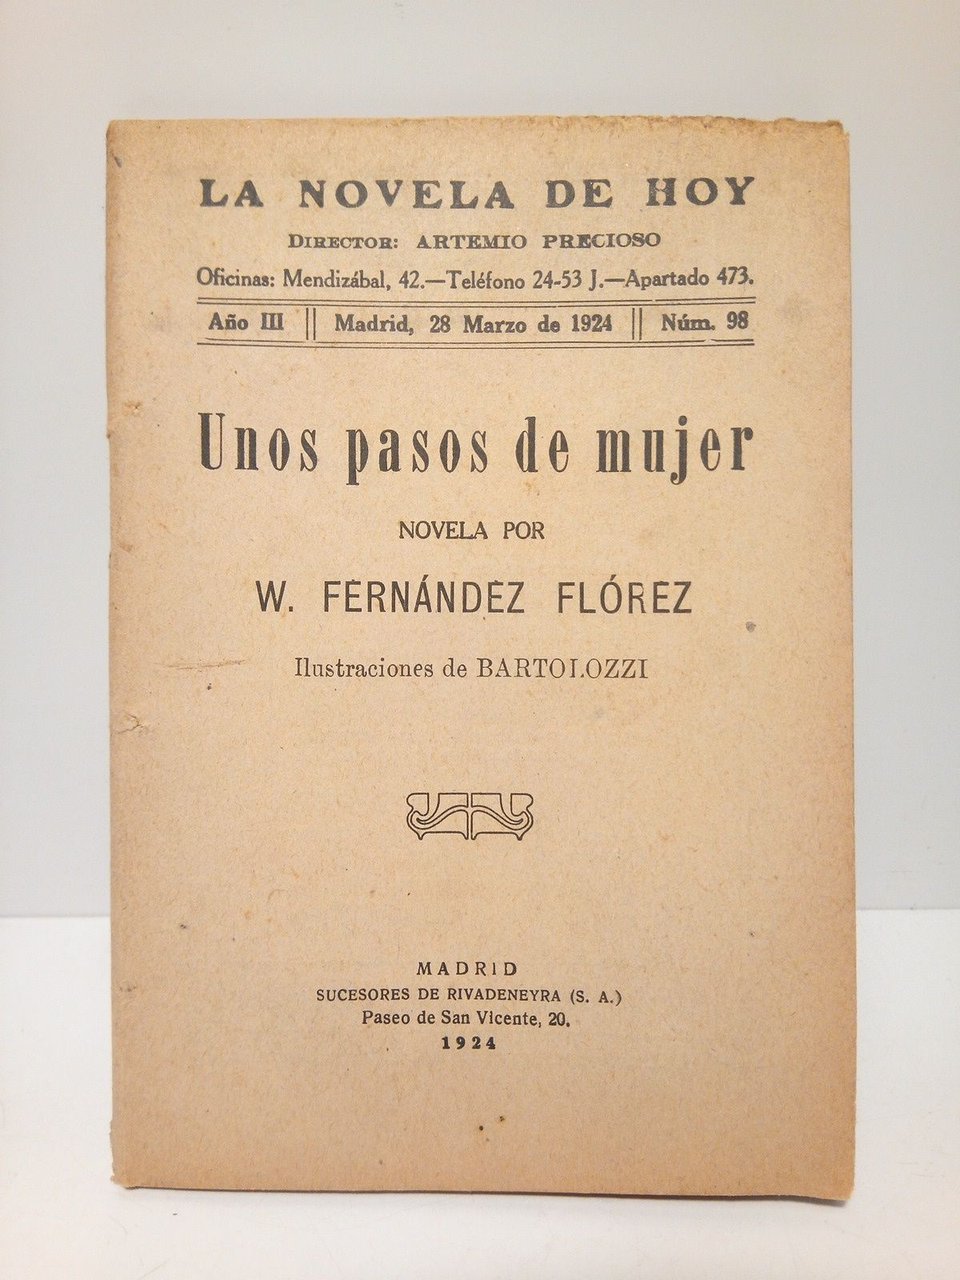 LA NOVELA DE HOY
DIRECTOR: ARTEMIO PRECIOSO
Oficinas: Mendizábal, 42.—Teléfono 24-53 J.—Apartado 473.
Año III || Madrid, 28 Marzo de 1924 || Núm. 98
Unos pasos de mujer
NOVELA POR
W. FERNÁNDEZ FLÓREZ
Ilustraciones de BARTOLOZZI
MADRID
SUCESORES DE RIVADENEYRA (S. A.)
Paseo de San Vicente, 20.
1924